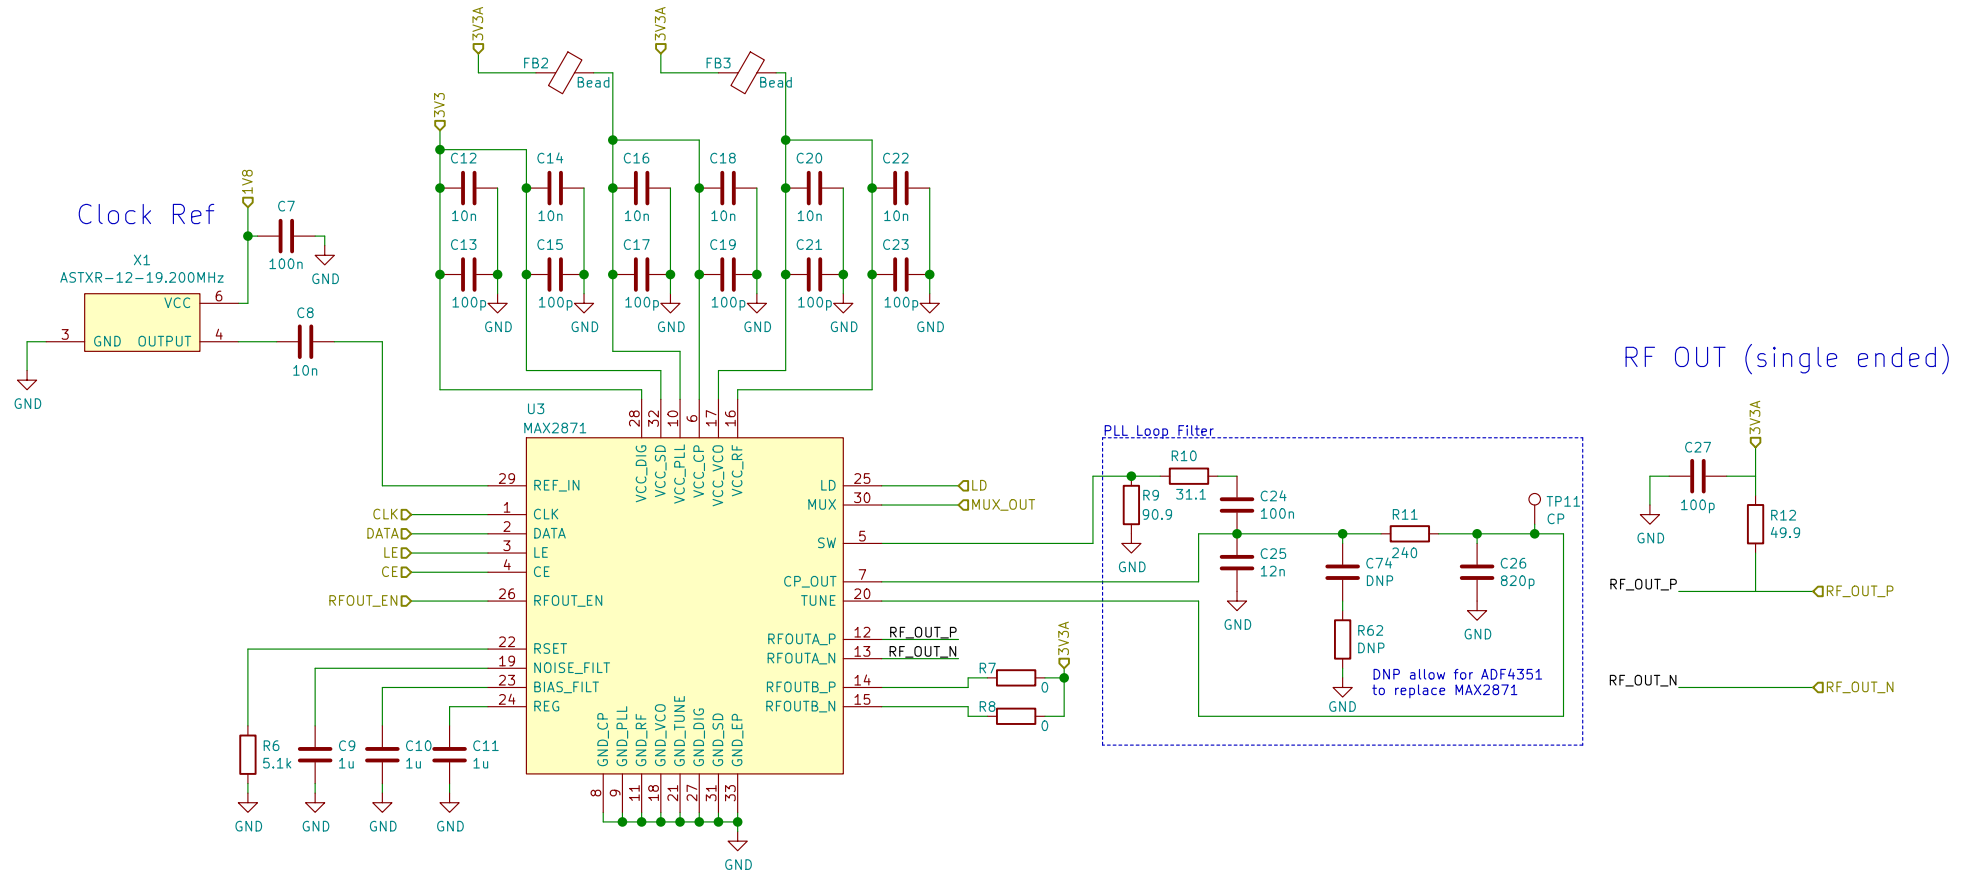 3V3A
3V3A
FB2
Bead
FB3
Bead
3V3
C12
10n
C14
10n
C16
10n
C18
10n
C20
10n
C22
10n
C13
100p
C15
100p
C17
100p
C19
100p
C21
100p
C23
100p
GND
GND
GND
GND
GND
GND
Clock Ref
1V8
C7
100n
GND
X1
ASTXR-12-19.200MHz
VCC
6
GND
3
OUTPUT
4
GND
C8
10n
U3
MAX2871
28
32
10
6
17
16
VCC_DIG
VCC_SD
VCC_PLL
VCC_CP
VCC_VCO
VCC_RF
29
REF_IN
CLK
1
CLK
DATA
2
DATA
LE
3
LE
CE
4
CE
RFOUT_EN
26
RFOUT_EN
22
RSET
19
NOISE_FILT
23
BIAS_FILT
24
REG
R6
5.1k
C9
1u
C10
1u
C11
1u
GND
GND
GND
GND
GND_CP
GND_PLL
GND_RF
GND_VCO
GND_TUNE
GND_DIG
GND_SD
GND_EP
8
9
11
18
21
27
31
33
GND
LD
25
LD
MUX
30
MUX_OUT
SW
5
CP_OUT
7
TUNE
20
RFOUTA_P
12
RF_OUT_P
RFOUTA_N
13
RF_OUT_N
RFOUTB_P
14
RFOUTB_N
15
R7
0
R8
0
3V3A
PLL Loop Filter
R10
31.1
R9
90.9
GND
C24
100n
C25
12n
GND
R11
240
C74
DNP
R62
DNP
GND
C26
820p
GND
TP11
CP
DNP allow for ADF4351
to replace MAX2871
RF OUT (single ended)
3V3A
C27
100p
GND
R12
49.9
RF_OUT_P
RF_OUT_P
RF_OUT_N
RF_OUT_N